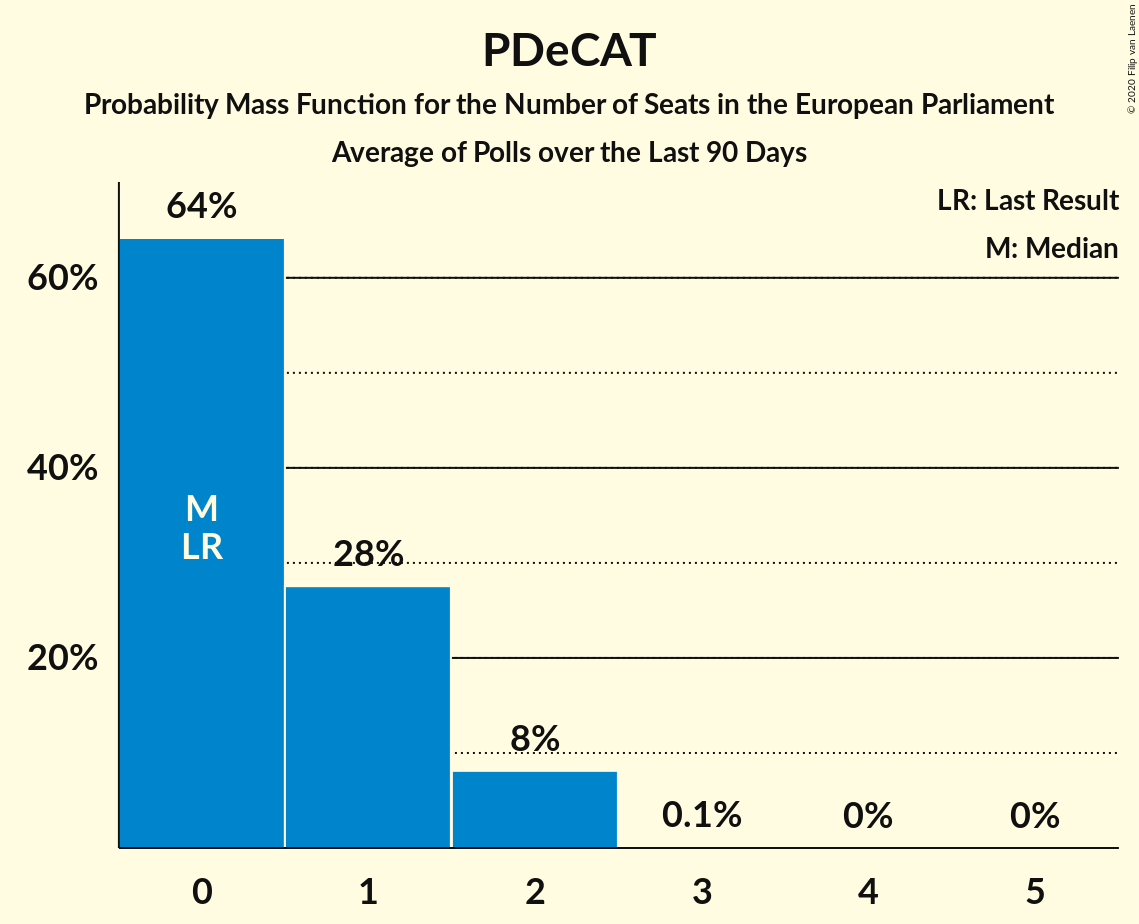 PDeCAT
Probability Mass Function for the Number of Seats in the European Parliament
Average of Polls over the Last 90 Days
© 2020 Filip van Laenen
LR: Last Result
M: Median
64%
60%
40%
M
LR
28%
20%
8%
0.1%
0%
0%
0
1
2
3
4
5